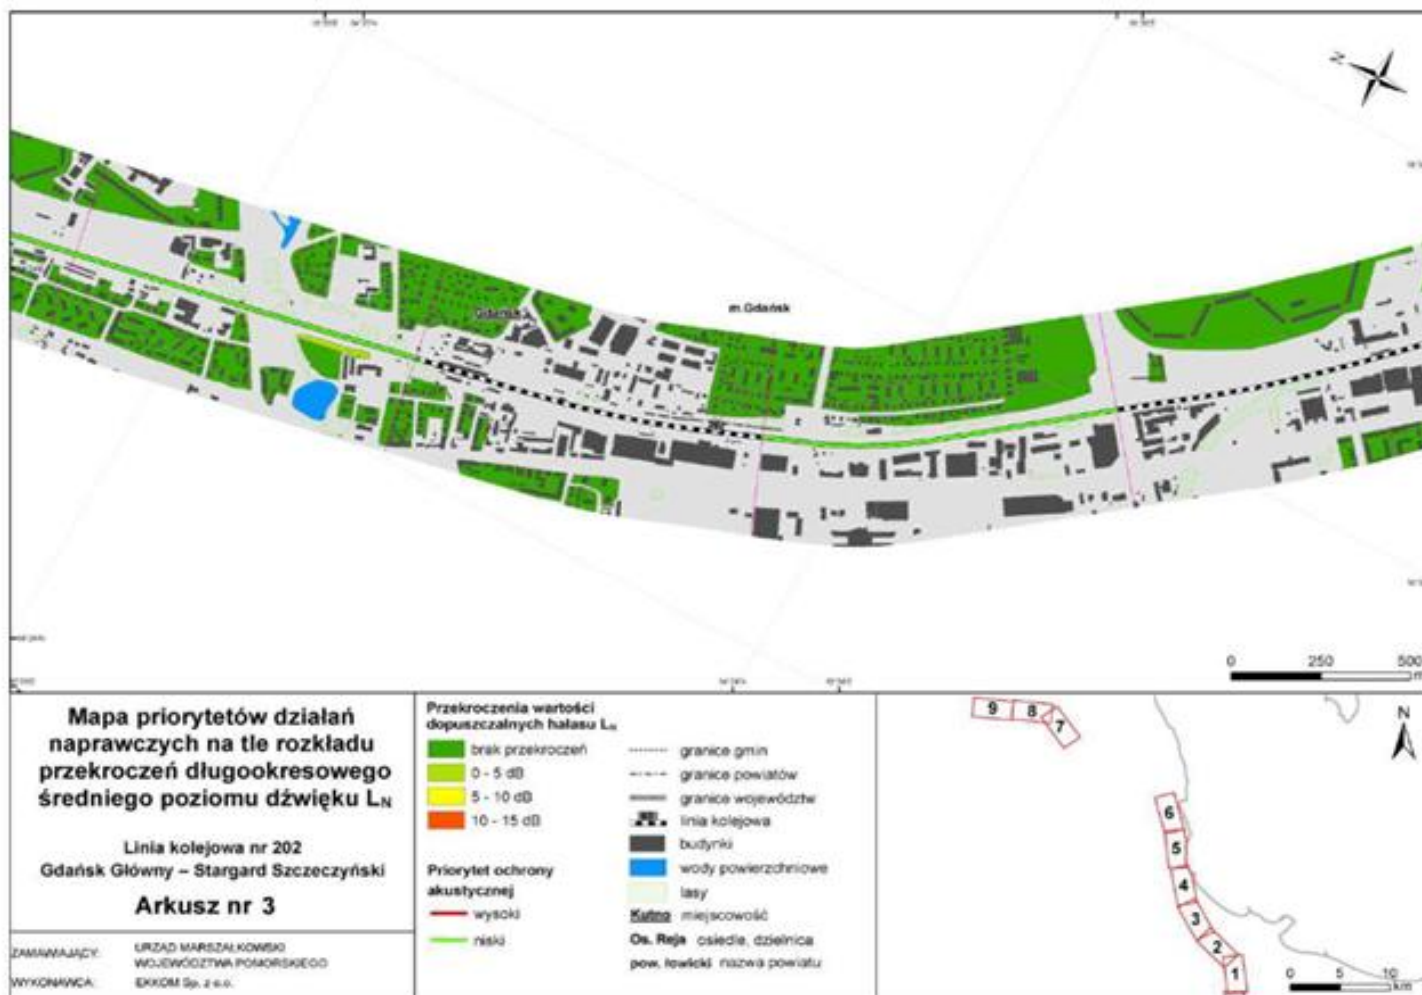 N
Gdańsk
m.Gdańsk
0 250 500
m
Mapa priorytetów działań
naprawczych na tle rozkładu
przekroczeń długookresowego
średniego poziomu dźwięku LN
Linia kolejowa nr 202
Gdańsk Główny – Stargard Szczeczyński
Arkusz nr 3
ZAMAWIAJĄCY: URZĄD MARSZAŁKOWSKI
WOJEWÓDZTWA POMORSKIEGO
WYKONAWCA: EKKOM Sp. z o.o.
Przekroczenia wartości
dopuszczalnych hałasu LN
brak przekroczeń
0 - 5 dB
5 - 10 dB
10 - 15 dB
Priorytet ochrony
akustycznej
wysoki
niski
granice gmin
granice powiatów
granice województw
linia kolejowa
budynki
wody powierzchniowe
lasy
Kutno miejscowość
Os. Reja osiedle, dzielnica
pow. łowicki nazwa powiatu
9 8 7
6
5
4
3
2
1
N
0 5 10
km